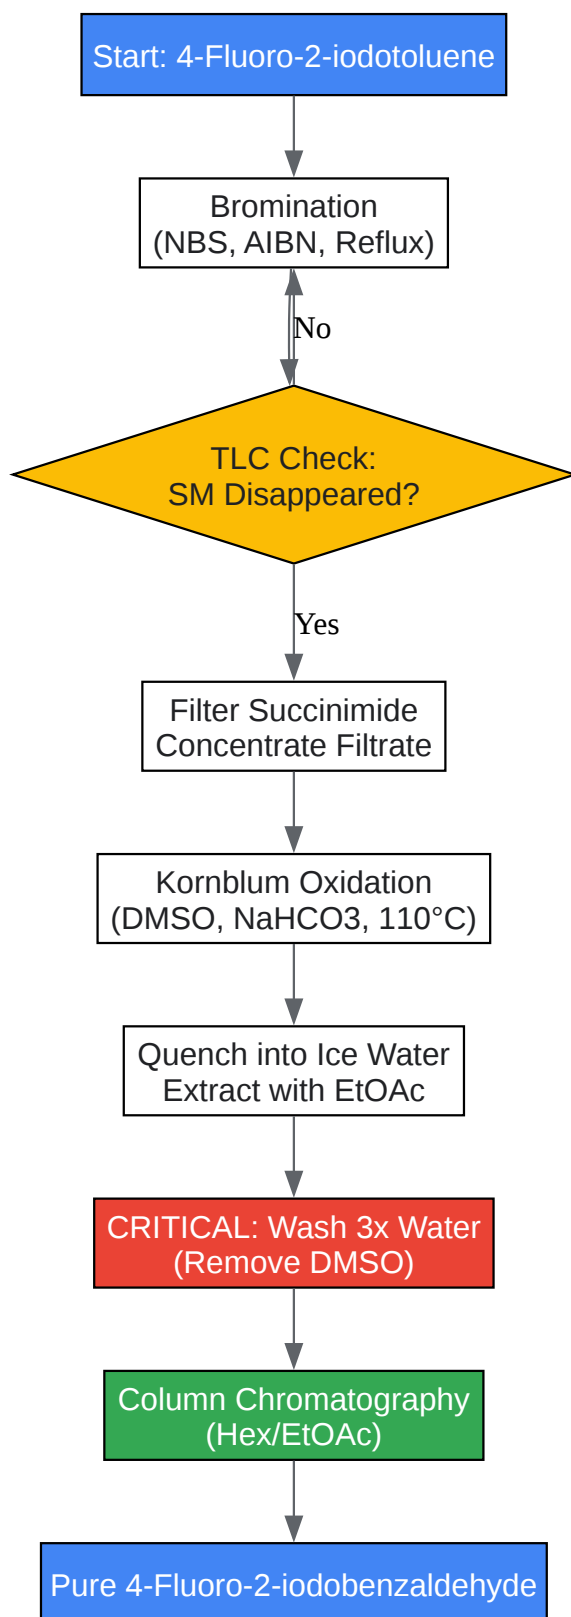 Start: 4-Fluoro-2-iodotoluene
Bromination
(NBS, AIBN, Reflux)
No
TLC Check:
SM Disappeared?
Yes
Filter Succinimide
Concentrate Filtrate
Kornblum Oxidation
(DMSO, NaHCO3, 110°C)
Quench into Ice Water
Extract with EtOAc
CRITICAL: Wash 3x Water
(Remove DMSO)
Column Chromatography
(Hex/EtOAc)
Pure 4-Fluoro-2-iodobenzaldehyde